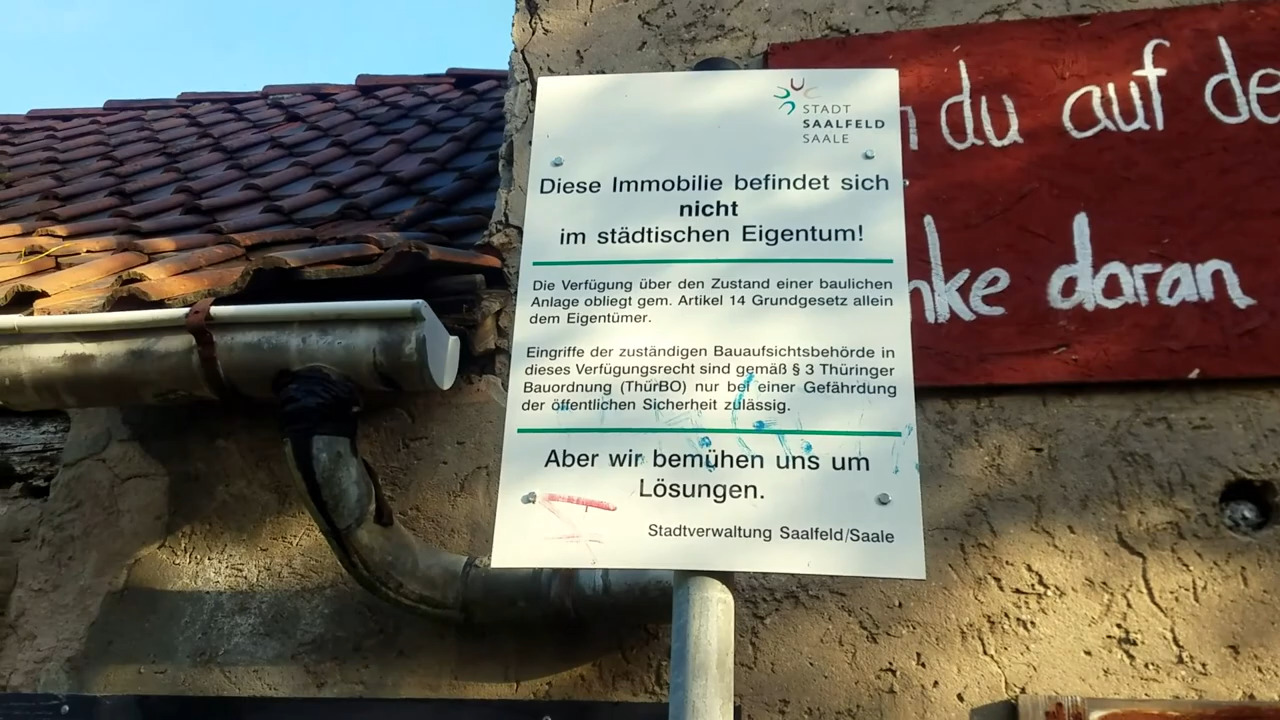 STADT
SAALFELD
SAALE
Diese Immobilie befindet sich
nicht
im städtischen Eigentum!
Die Verfügung über den Zustand einer baulichen
Anlage obliegt gem. Artikel 14 Grundgesetz allein
dem Eigentümer.
Eingriffe der zuständigen Bauaufsichtsbehörde in
dieses Verfügungsrecht sind gemäß § 3 Thüringer
Bauordnung (ThürBO) nur bei einer Gefährdung
der öffentlichen Sicherheit zulässig.
Aber wir bemühen uns um
Lösungen.
Stadtverwaltung Saalfeld/Saale
du auf
daran